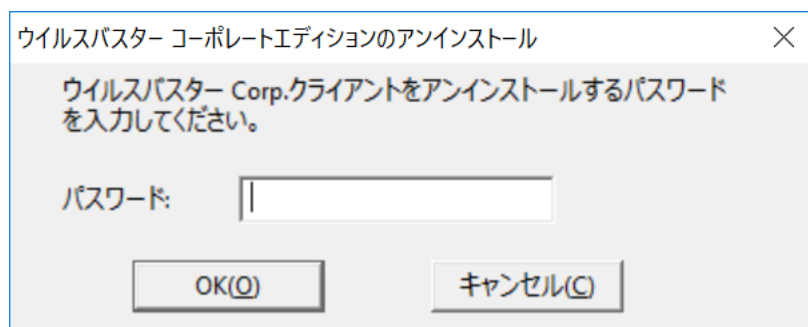 ウイルスバスター コーポレートエディションのアンインストール
ウイルスバスター Corp.クライアントをアンインストールするパスワード
を入力してください。
パスワード:
OK(O)
キャンセル(C)